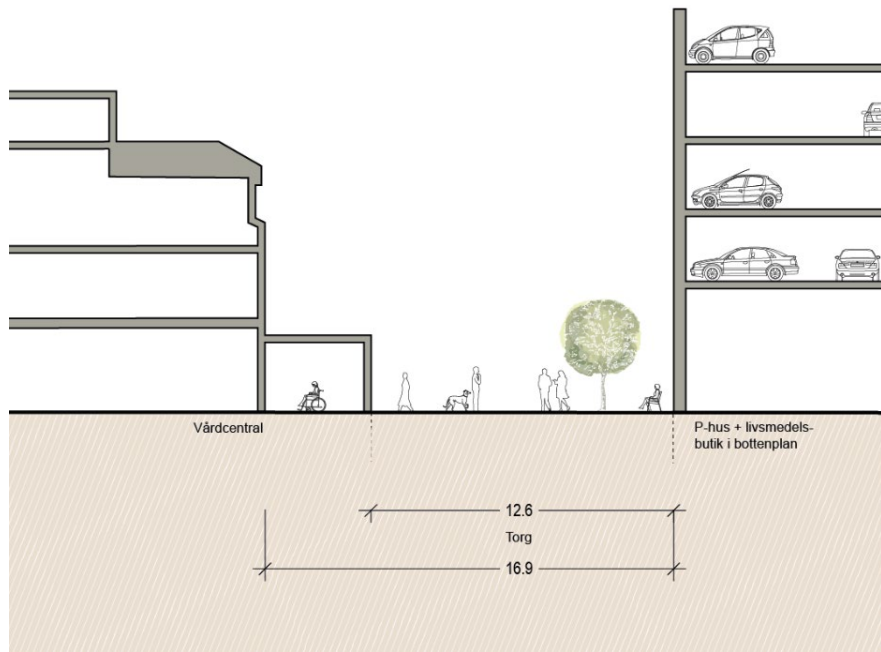 Vårdcentral
P-hus + livsmedels-
butik i bottenplan
12.6
Torg
16.9